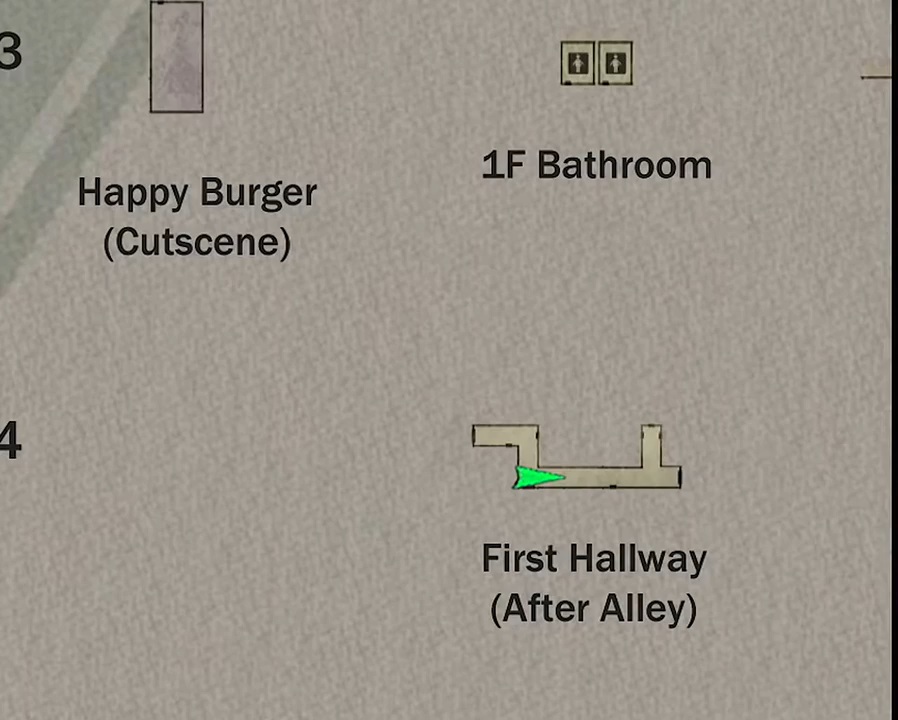 3
Happy Burger
(Cutscene)
1F Bathroom
4
First Hallway
(After Alley)